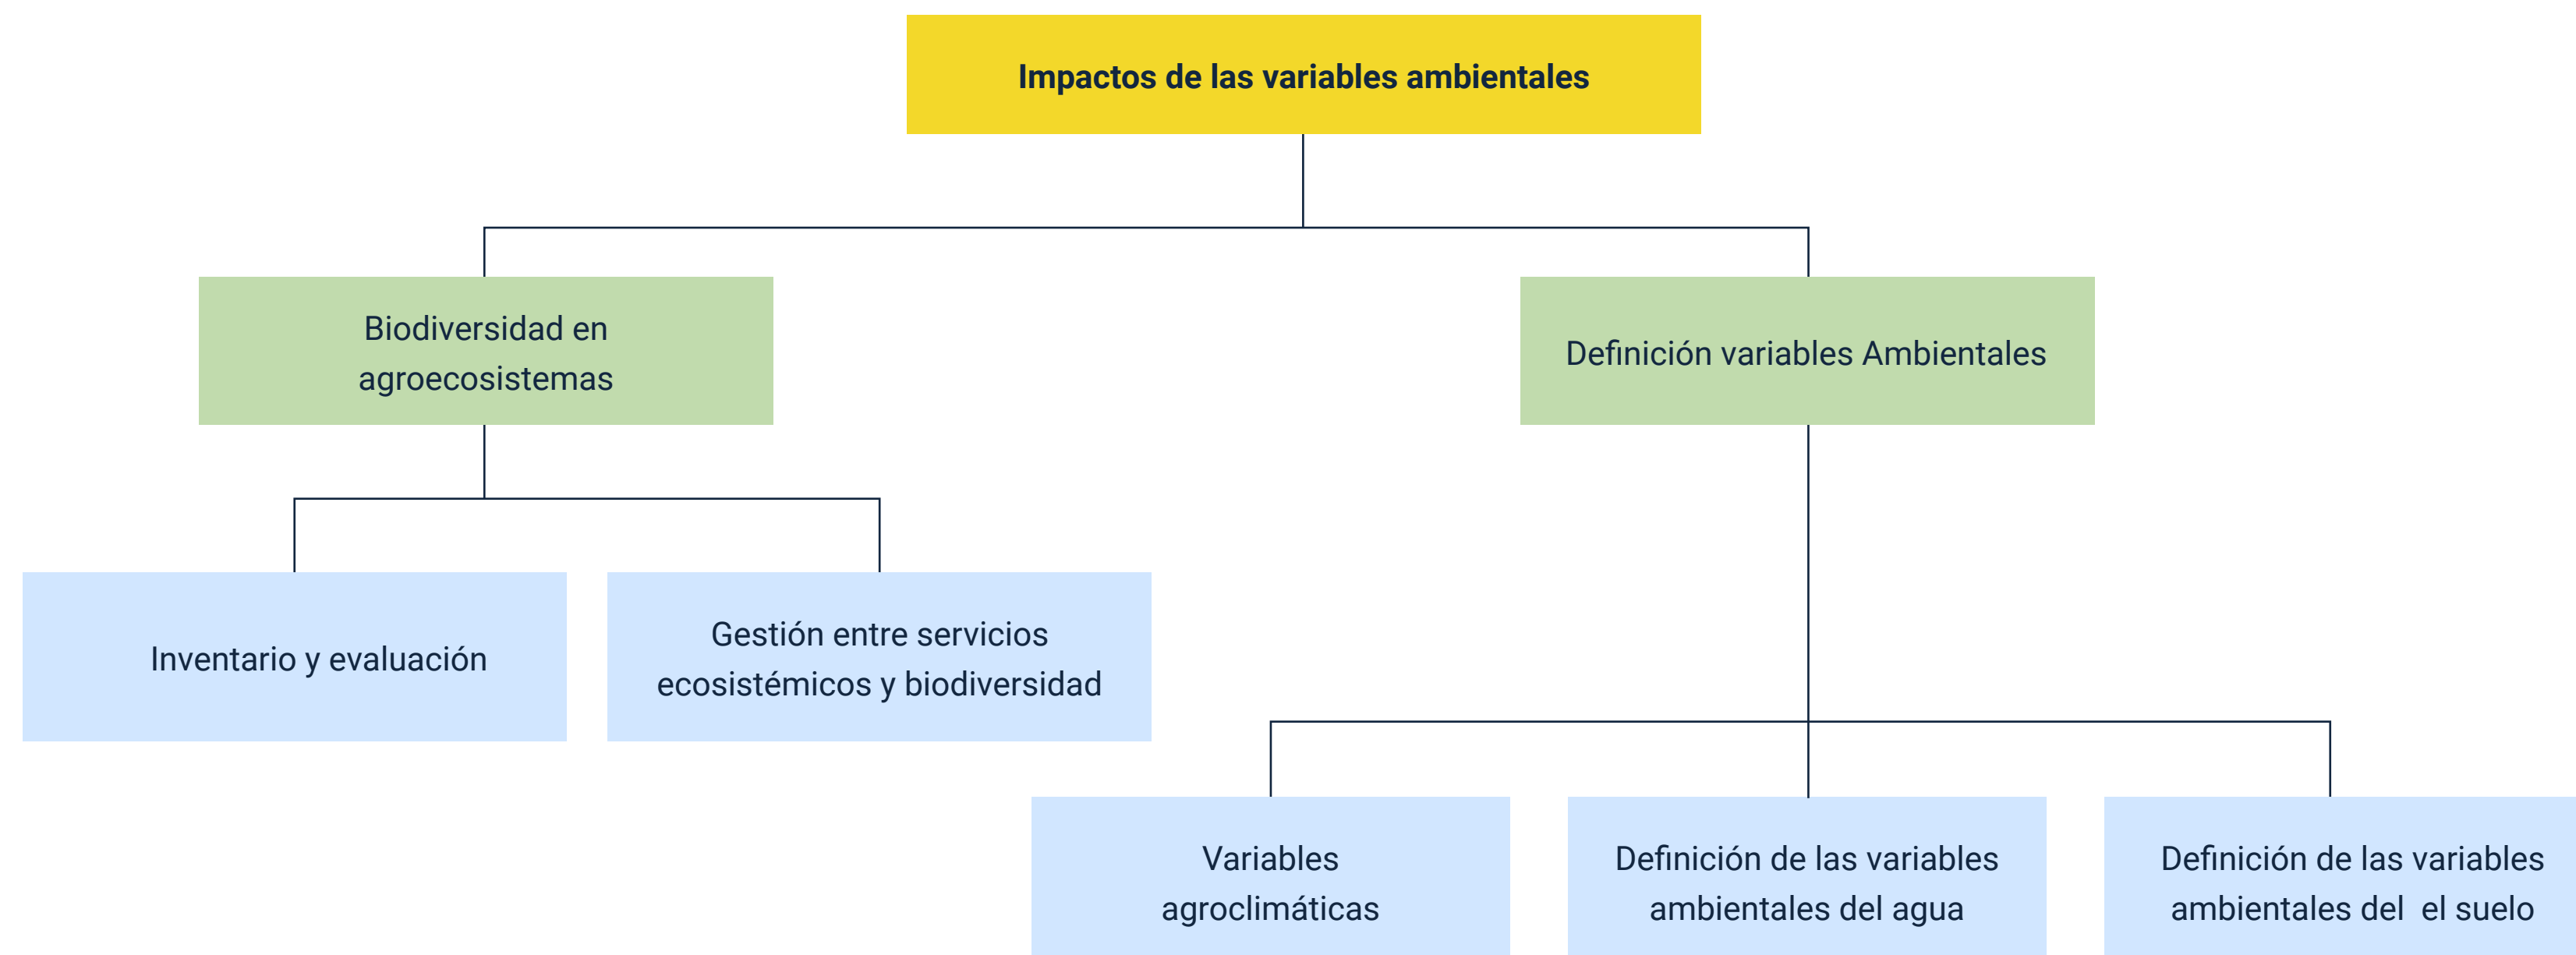 Impactos de las variables ambientales
Biodiversidad en
agroecosistemas
Definición variables Ambientales
Inventario y evaluación
Gestión entre servicios
ecosistémicos y biodiversidad
Variables
agroclimáticas
Definición de las variables
ambientales del agua
Definición de las variables
ambientales del  el suelo